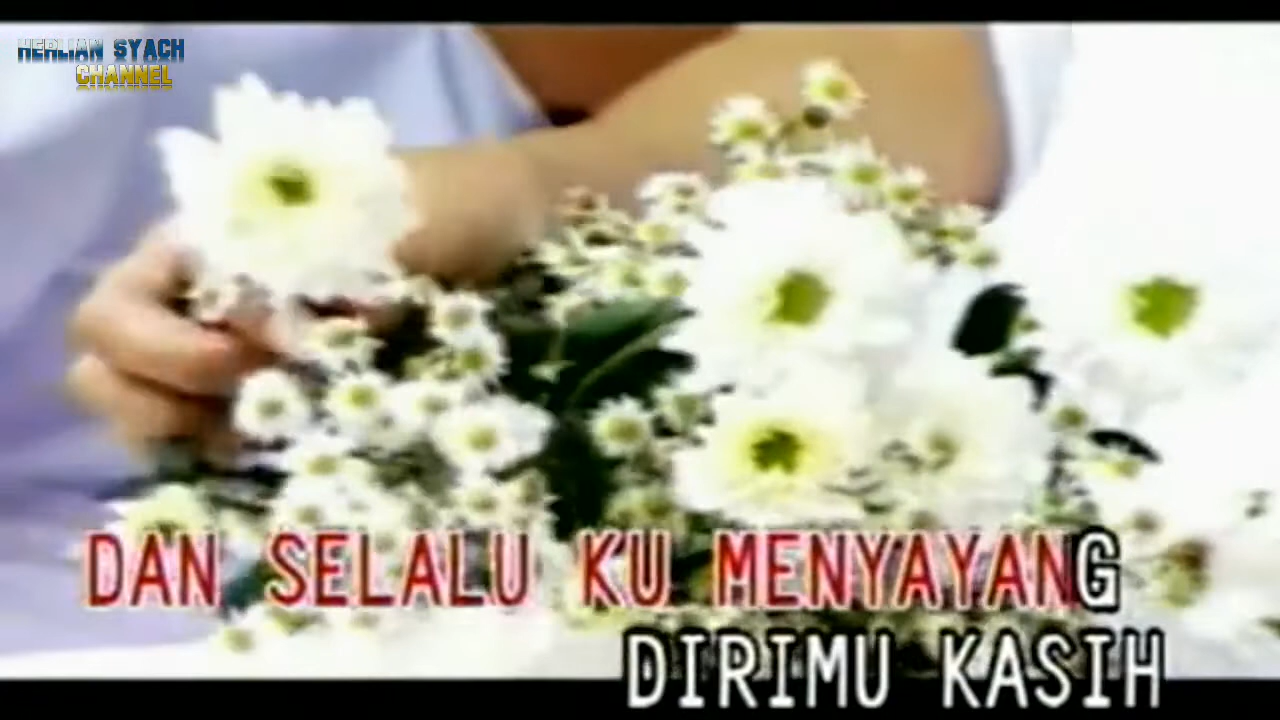 HERLIAN SYACH
CHANNEL
DAN SELALU KU MENYAYANG
DIRIMU KASIH